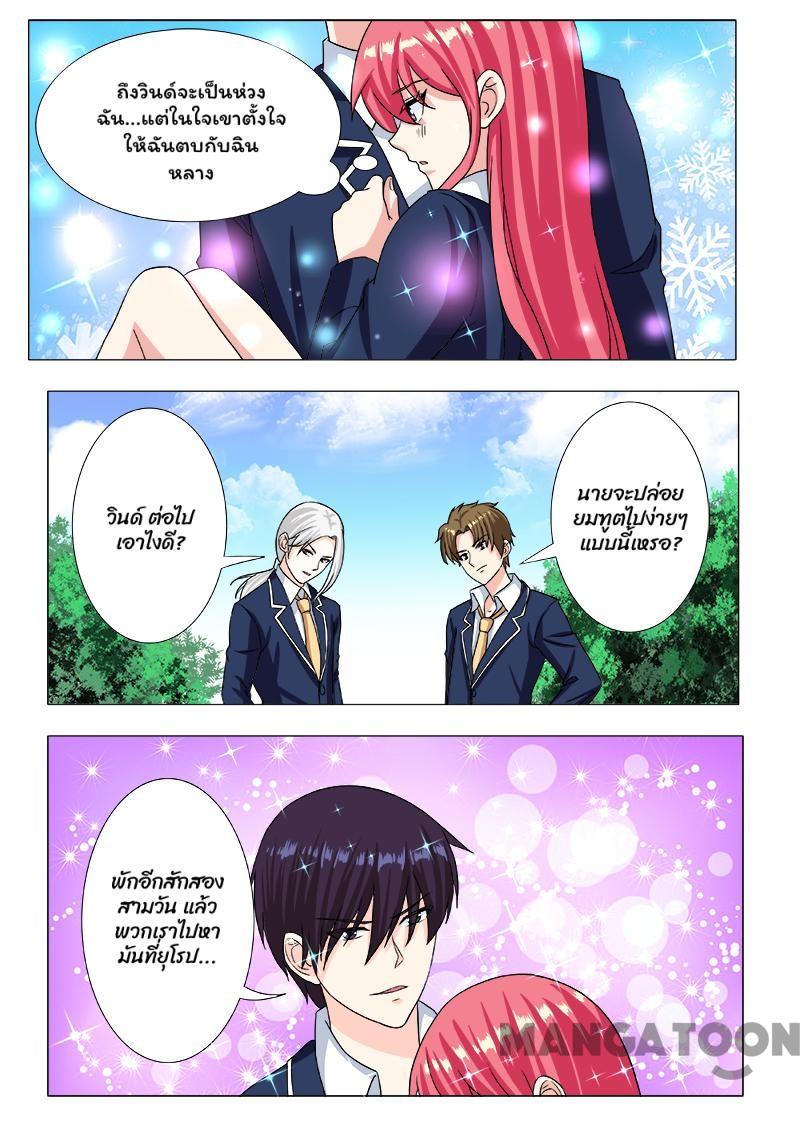 ถึงวินด์จะเป็นห่วง
ฉัน...แต่ในใจเขาตั้งใจ
ให้ฉันตบกับฉิน
หลาง
วินด์ ต่อไป
เอาไงดี?
นายจะปล่อย
ยมทูตไปง่ายๆ
แบบนี้เหรอ?
พักอีกสักสอง
สามวัน แล้ว
พวกเราไปหา
มันที่ยุโรป...
MANGATOON